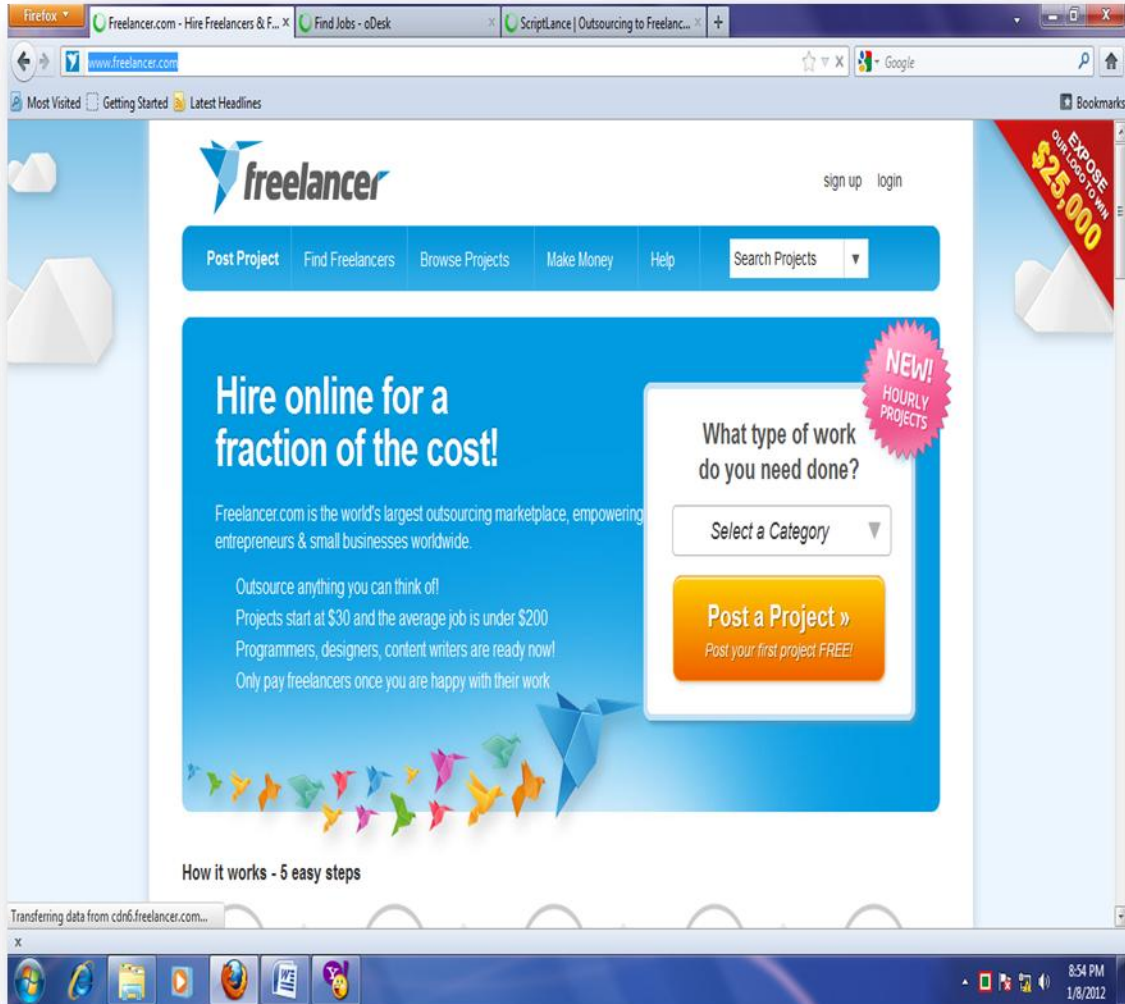 Firefox
Freelancer.com - Hire Freelancers & F...
Find Jobs - oDesk
ScriptLance | Outsourcing to Freelanc...
www.freelancer.com
Google
Most Visited
Getting Started
Latest Headlines
Bookmarks
EXPOSE
OUR LOGO TO WIN
$25,000
freelancer
sign up
login
Post Project
Find Freelancers
Browse Projects
Make Money
Help
Search Projects
Hire online for a
fraction of the cost!
Freelancer.com is the world's largest outsourcing marketplace, empowering
entrepreneurs & small businesses worldwide.
Outsource anything you can think of!
Projects start at $30 and the average job is under $200
Programmers, designers, content writers are ready now!
Only pay freelancers once you are happy with their work
NEW!
HOURLY
PROJECTS
What type of work
do you need done?
Select a Category
Post a Project »
Post your first project FREE!
How it works - 5 easy steps
Transferring data from cdn6.freelancer.com...
x
8:54 PM
1/8/2012